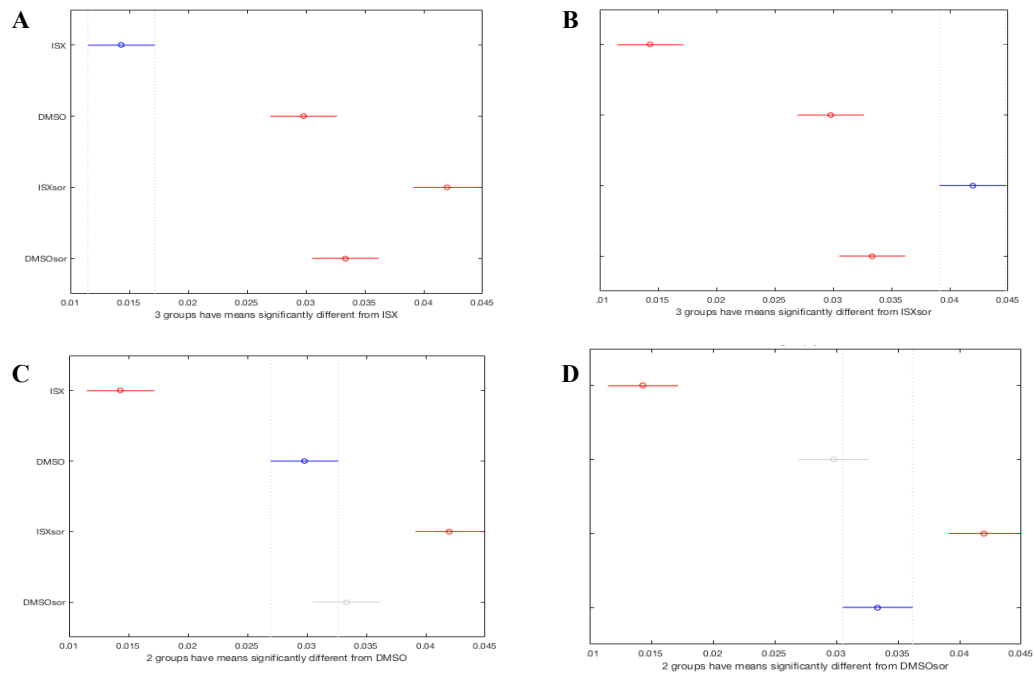 A
ISX
DMSO
ISXsor
DMSOsor
0.01 0.015 0.02 0.025 0.03 0.035 0.04 0.045
3 groups have means significantly different from ISX
B
.01 0.015 0.02 0.025 0.03 0.035 0.04 0.045
3 groups have means significantly different from ISXsor
C
ISX
DMSO
ISXsor
DMSOsor
0.01 0.015 0.02 0.025 0.03 0.035 0.04 0.045
2 groups have means significantly different from DMSO
D
.01 0.015 0.02 0.025 0.03 0.035 0.04 0.045
2 groups have means significantly different from DMSOsor